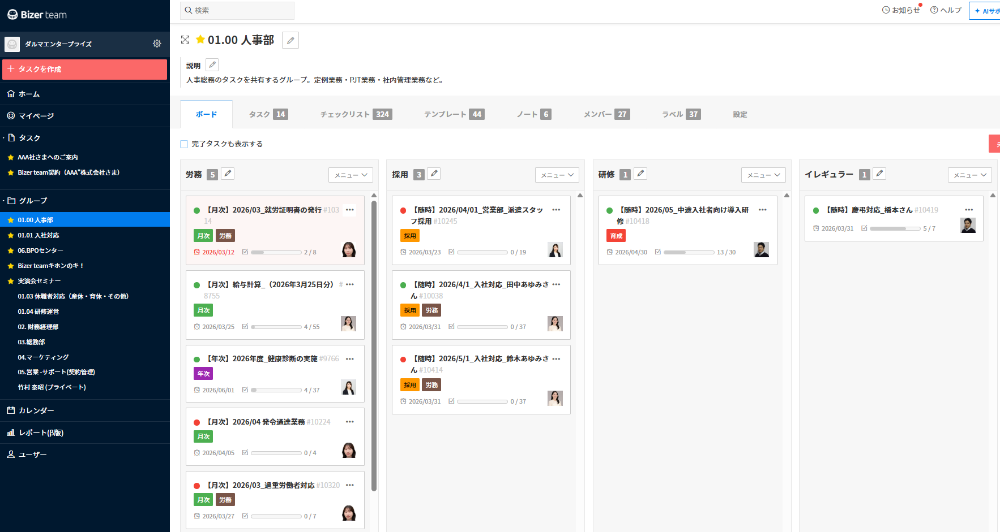 Bizer team
検索
お知らせ
ヘルプ
AIサポ
ダルマエンタープライズ
タスクを作成
ホーム
マイページ
タスク
AAA社さまへのご案内
Bizer team契約（AAA"株式会社さま）
グループ
01.00 人事部
01.01 入社対応
06.BPOセンター
Bizer teamキホンのキ！
実演会セミナー
01.03 休職者対応（産休・育休・その他）
01.04 研修運営
02. 財務経理部
03.総務部
04.マーケティング
05.営業 -サポート(契約管理)
竹村 泰昭 (プライベート)
カレンダー
レポート(β版)
ユーザー
01.00 人事部
説明
人事総務のタスクを共有するグループ。定例業務・PJT業務・社内管理業務など。
ボード
タスク 14
チェックリスト 324
テンプレート 44
ノート 6
メンバー 27
ラベル 37
設定
完了タスクも表示する
労務 5
メニュー
【月次】2026/03_就労証明書の発行 #103
14
月次 労務
2026/03/12 2 / 8
【月次】給与計算_（2026年3月25日分） #
8755
月次
2026/03/25 4 / 55
【年次】2026年度_健康診断の実施 #9766
年次
2026/06/01 4 / 37
【月次】2026/04 発令通達業務 #10224
月次
2026/04/05 0 / 4
【月次】2026/03_過重労働者対応 #10320
月次 労務
2026/03/27 0 / 7
採用 3
メニュー
【随時】2026/04/01_営業部_派遣スタッ
フ採用 #10245
採用
2026/03/23 0 / 19
【随時】2026/4/1_入社対応_田中あゆみさ
ん #10038
採用 労務
2026/03/31 0 / 37
【随時】2026/5/1_入社対応_鈴木あゆみさ
ん #10414
採用 労務
2026/03/31 0 / 37
研修 1
メニュー
【随時】2026/05_中途入社者向け導入研
修 #10418
育成
2026/04/30 13 / 30
イレギュラー 1
メニュー
【随時】慶弔対応_橋本さん #10419
2026/03/31 5 / 7